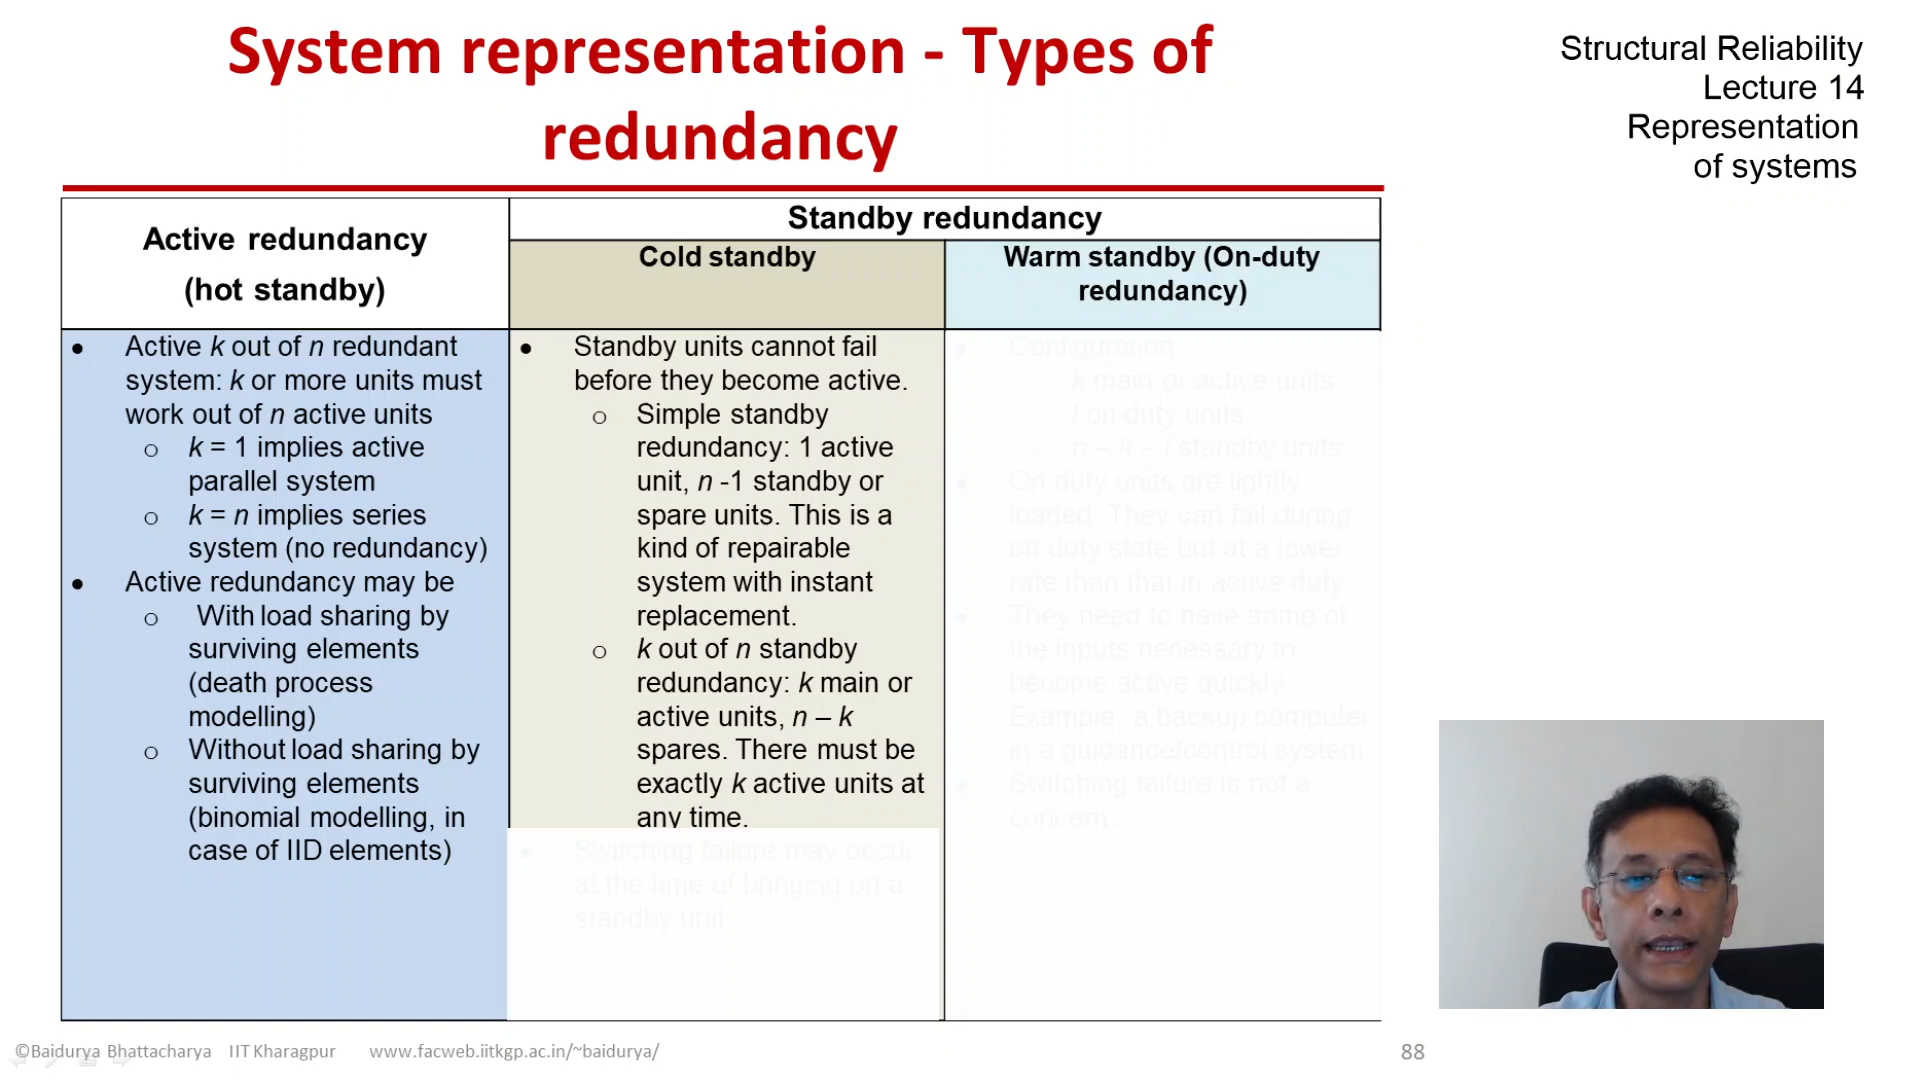 System representation - Types of
redundancy
Structural Reliability
Lecture 14
Representation
of systems
Active redundancy
(hot standby)
Standby redundancy
Cold standby
Warm standby (On-duty
redundancy)
• Active k out of n redundant
system: k or more units must
work out of n active units
o k = 1 implies active
parallel system
o k = n implies series
system (no redundancy)
• Active redundancy may be
o With load sharing by
surviving elements
(death process
modelling)
o Without load sharing by
surviving elements
(binomial modelling, in
case of IID elements)
• Standby units cannot fail
before they become active.
o Simple standby
redundancy: 1 active
unit, n -1 standby or
spare units. This is a
kind of repairable
system with instant
replacement.
o k out of n standby
redundancy: k main or
active units, n – k
spares. There must be
exactly k active units at
any time.
• Switching failure may occur
at the time of bringing on a
standby unit
• Configuration:
o k main or active units
o l on duty units
o n – k – l standby units
• On duty units are lightly
loaded. They can fail during
on duty state but at a lower
rate than that in active duty
• They need to have some of
the inputs necessary to
become active quickly
Example: a backup computer
in a guidance/control system
• Switching failure is not a
concern.
©Baidurya Bhattacharya IIT Kharagpur www.facweb.iitkgp.ac.in/~baidurya/
88